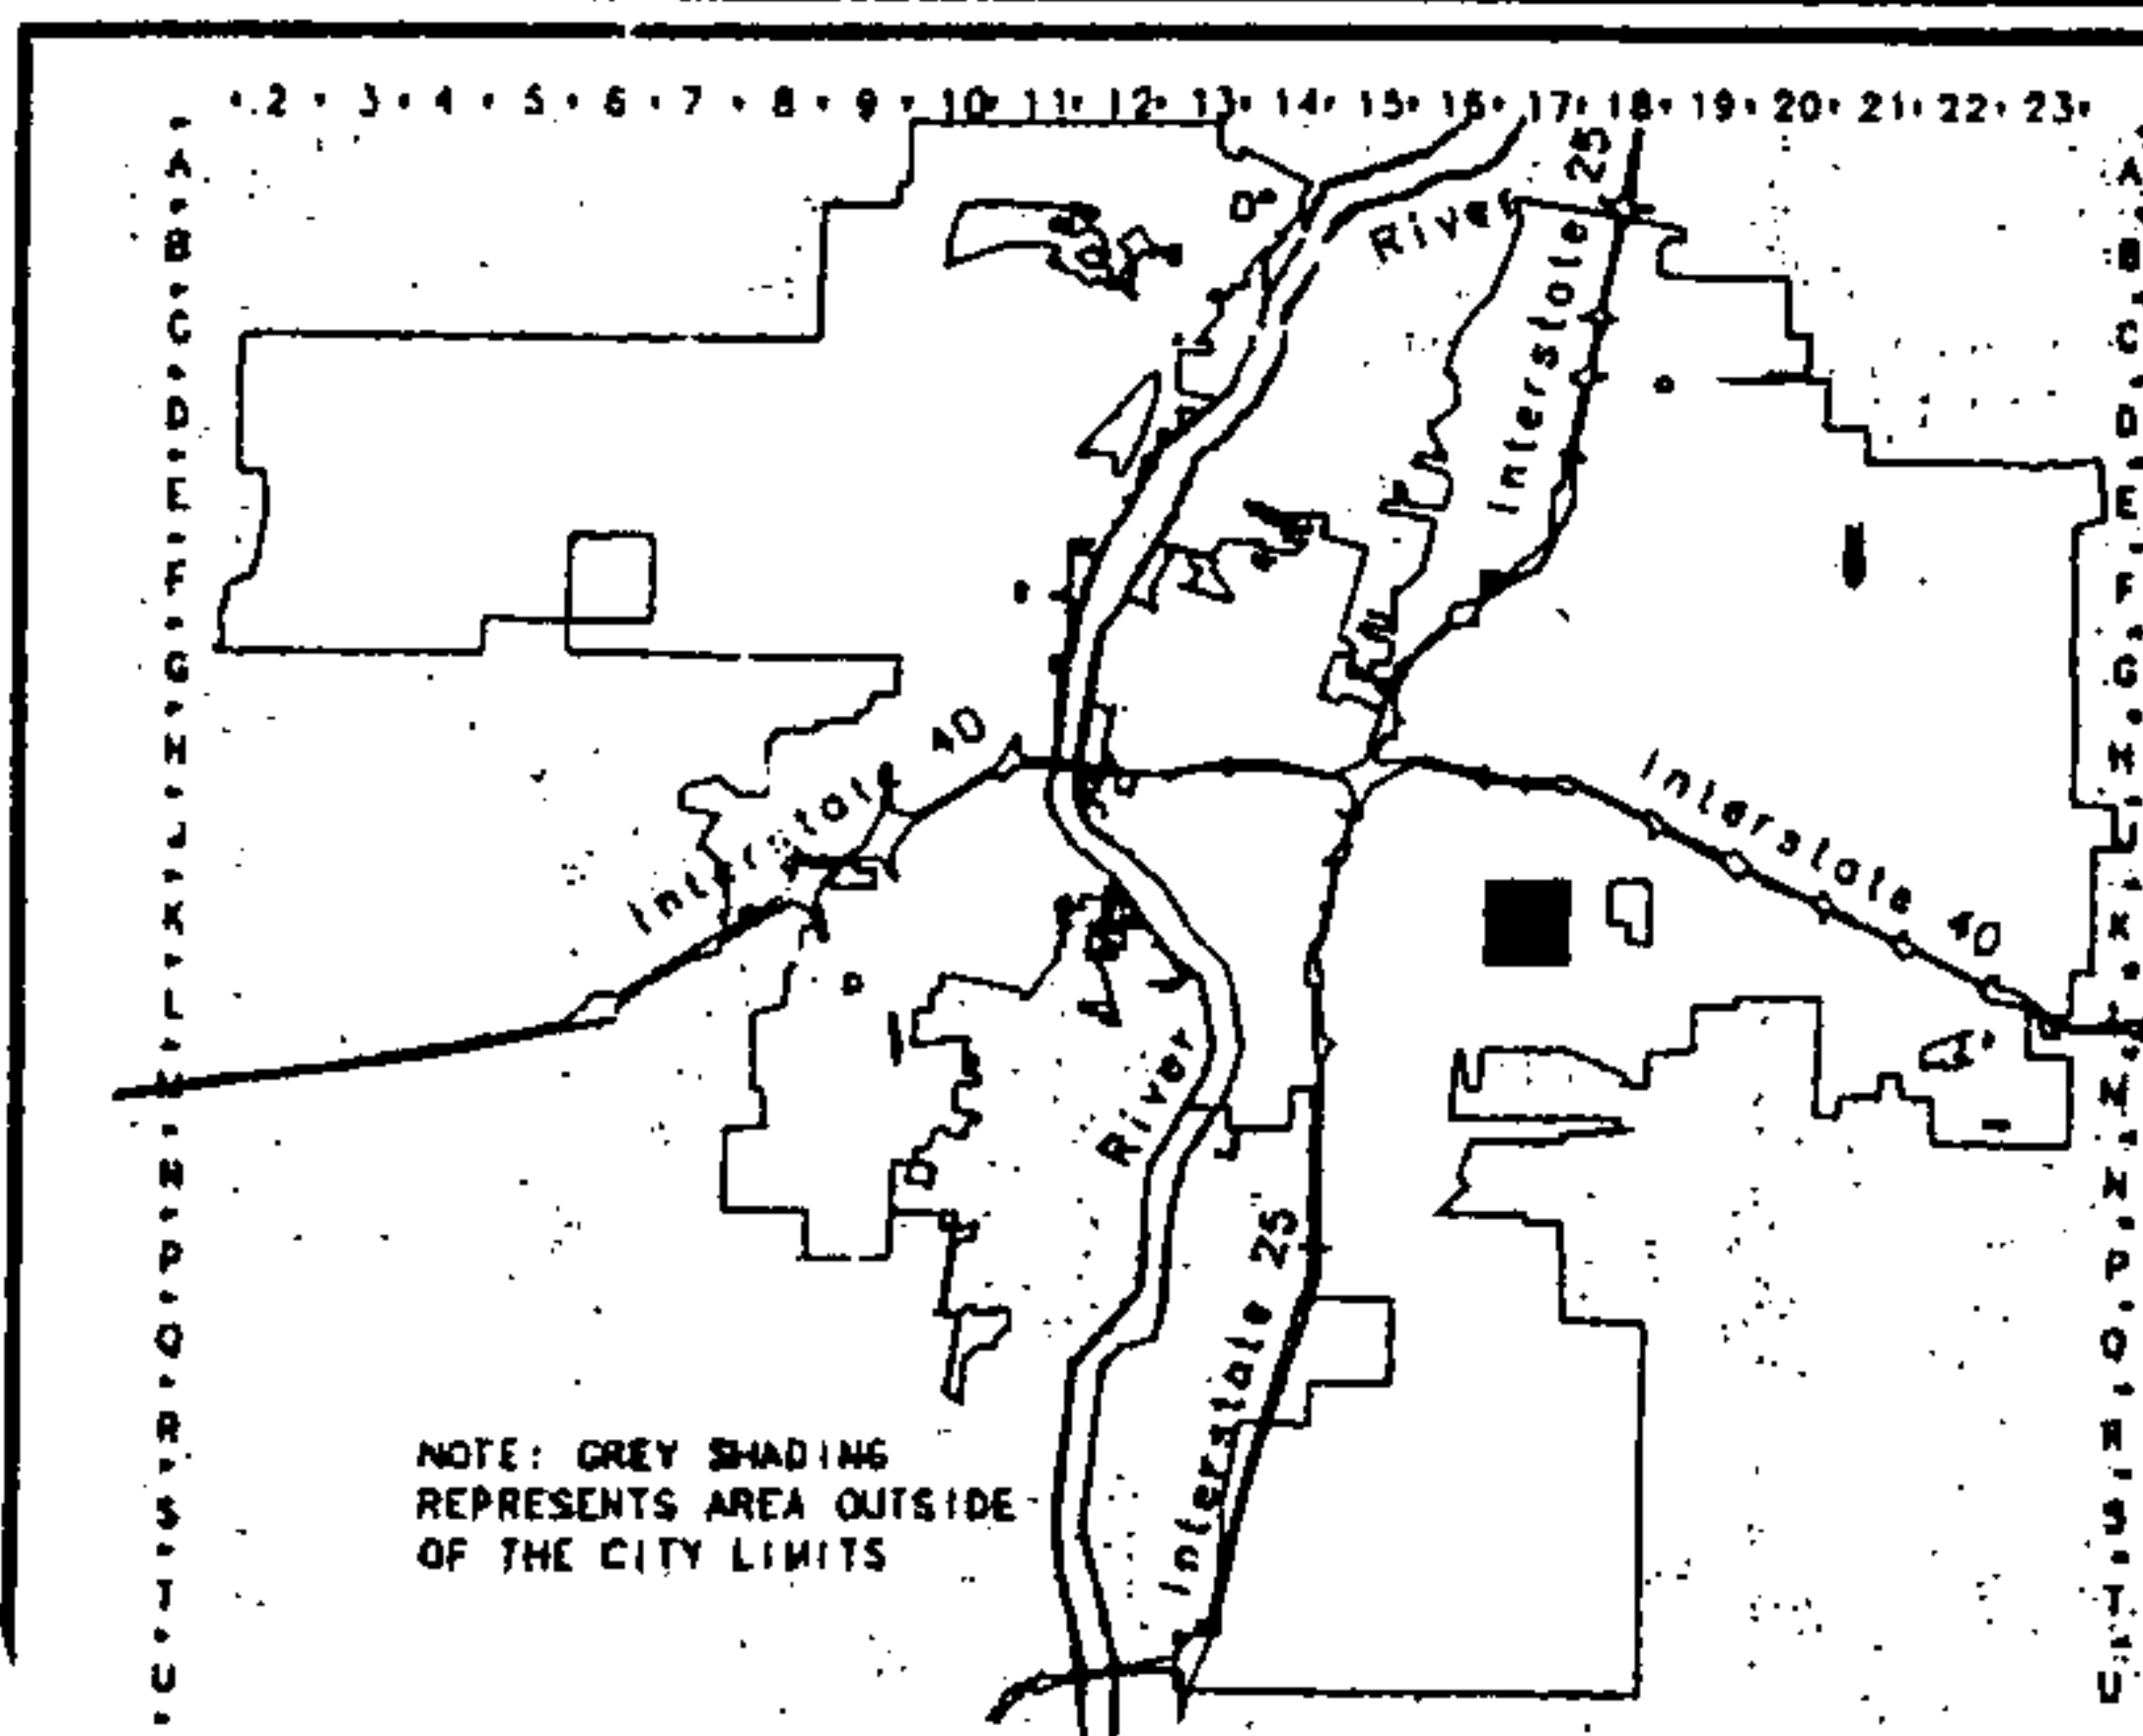 2 3 4 5 6 7 8 9 10 11 12 13 14 15 16 17 18 19 20 21 22 23
A A
B B
C C
D D
E E
F F
G G
H H
J J
K K
L L
M M
N N
P P
Q Q
R R
S S
T T
U U
River
Interstate 25
Interstate 40
Interstate 40
River
Interstate 25
NOTE: GREY SHADING
REPRESENTS AREA OUTSIDE
OF THE CITY LIMITS